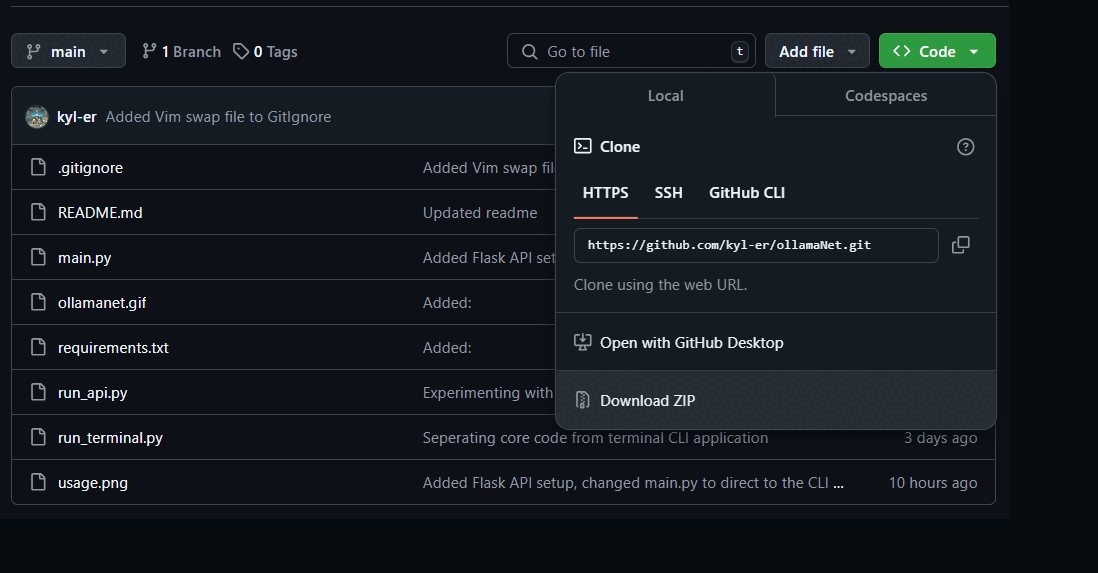 main 1 Branch 0 Tags Go to file t Add file Code
Local Codespaces
kyl-er Added Vim swap file to GitIgnore
Clone
HTTPS SSH GitHub CLI
https://github.com/kyl-er/ollamaNet.git
Clone using the web URL.
Open with GitHub Desktop
Download ZIP
.gitignore Added Vim swap fil
README.md Updated readme
main.py Added Flask API set
ollamanet.gif Added:
requirements.txt Added:
run_api.py Experimenting with
run_terminal.py Seperating core code from terminal CLI application 3 days ago
usage.png Added Flask API setup, changed main.py to direct to the CLI ... 10 hours ago